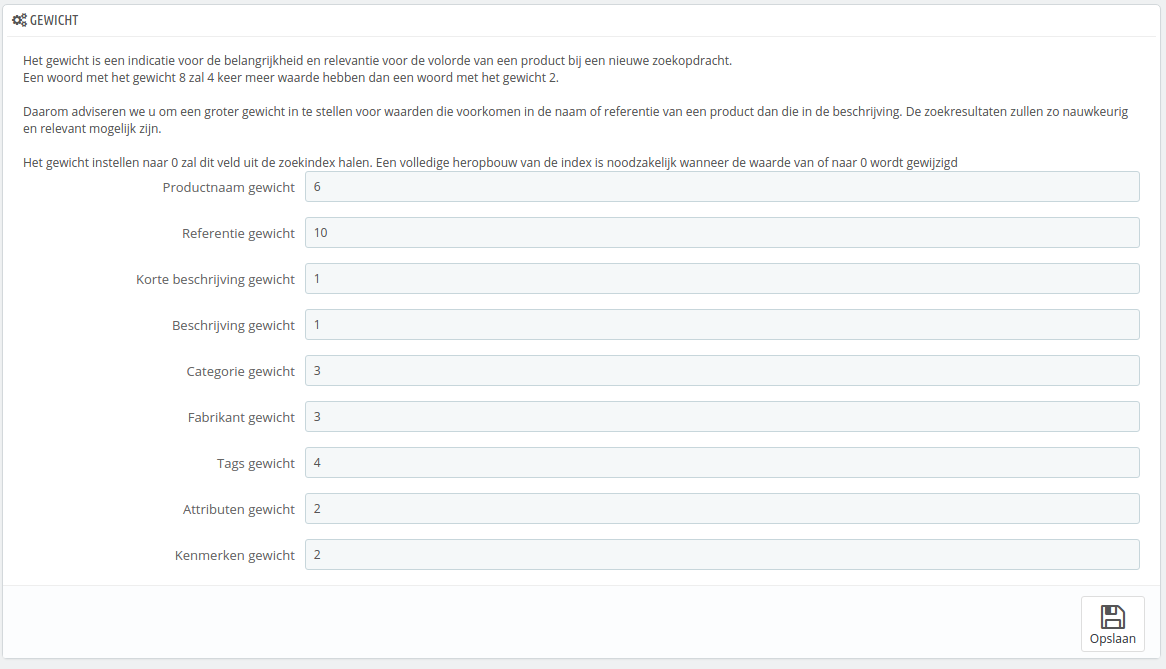 GEWICHT
Het gewicht is een indicatie voor de belangrijkheid en relevantie voor de volorde van een product bij een nieuwe zoekopdracht.
Een woord met het gewicht 8 zal 4 keer meer waarde hebben dan een woord met het gewicht 2.
Daarom adviseren we u om een groter gewicht in te stellen voor waarden die voorkomen in de naam of referentie van een product dan die in de beschrijving. De zoekresultaten zullen zo nauwkeurig
en relevant mogelijk zijn.
Het gewicht instellen naar 0 zal dit veld uit de zoekindex halen. Een volledige heropbouw van de index is noodzakelijk wanneer de waarde van of naar 0 wordt gewijzigd
Productnaam gewicht 6
Referentie gewicht 10
Korte beschrijving gewicht 1
Beschrijving gewicht 1
Categorie gewicht 3
Fabrikant gewicht 3
Tags gewicht 4
Attributen gewicht 2
Kenmerken gewicht 2
Opslaan